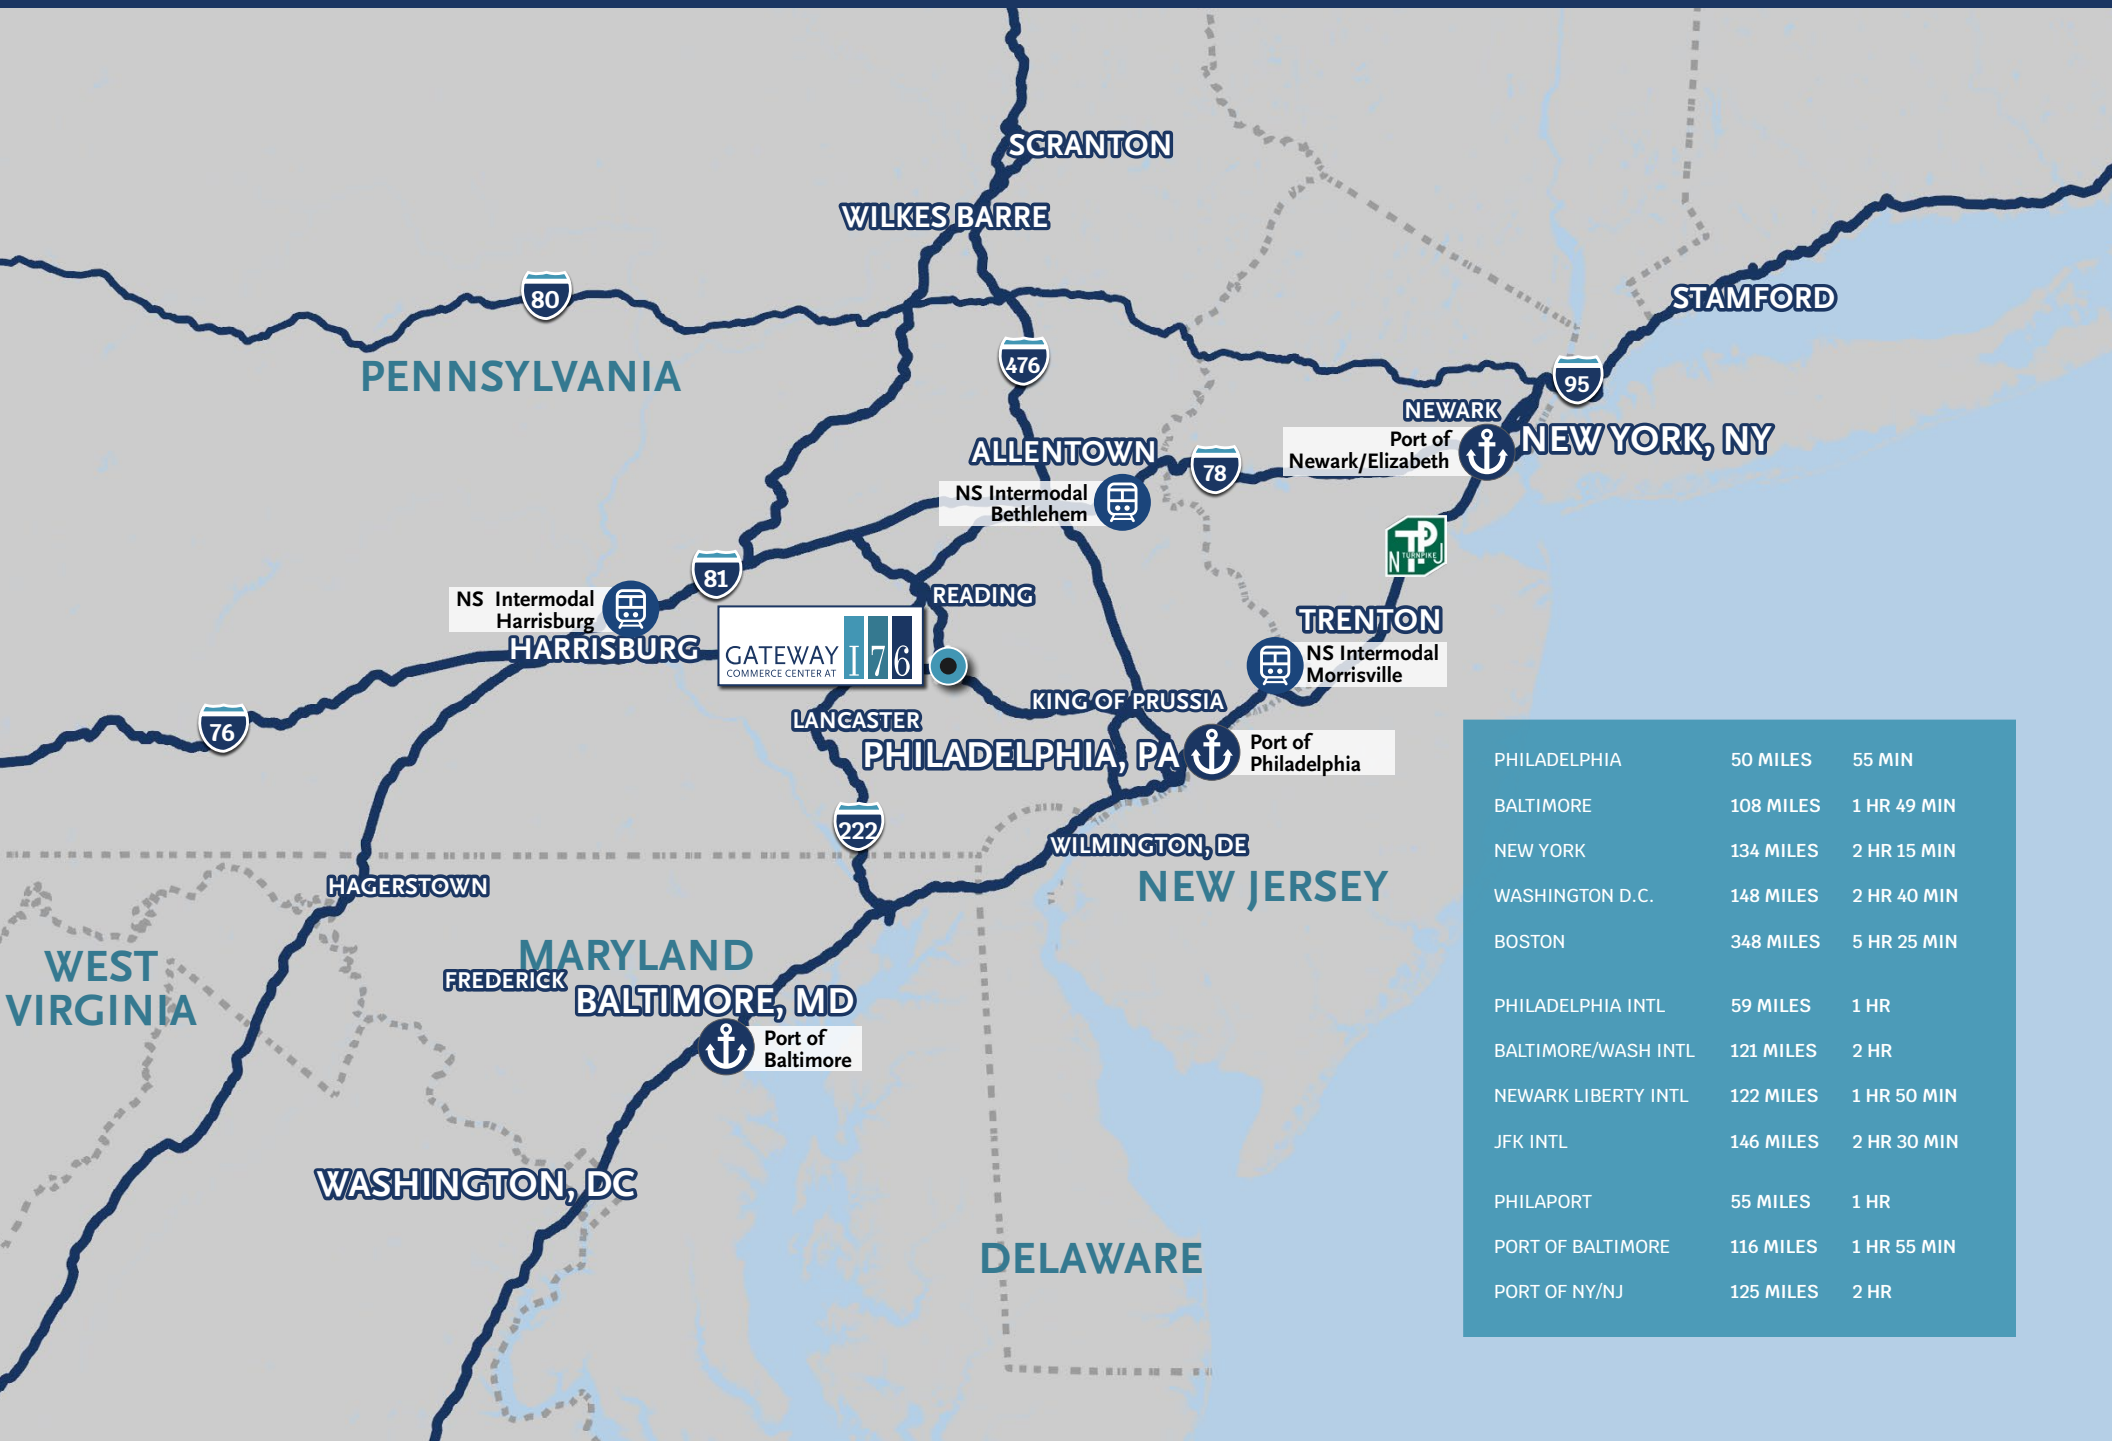 SCRANTON
WILKES BARRE
80
STAMFORD
PENNSYLVANIA
476
95
NEWARK
Port of
Newark/Elizabeth
NEW YORK, NY
ALLENTOWN
78
NS Intermodal
Bethlehem
N TP J
TURNPIKE
81
READING
NS Intermodal
Harrisburg
HARRISBURG
GATEWAY
COMMERCE CENTER AT
I76
TRENTON
NS Intermodal
Morrisville
76
LANCASTER
KING OF PRUSSIA
PHILADELPHIA, PA
Port of
Philadelphia
222
WILMINGTON, DE
NEW JERSEY
HAGERSTOWN
WEST
VIRGINIA
MARYLAND
FREDERICK
BALTIMORE, MD
Port of
Baltimore
WASHINGTON, DC
DELAWARE
PHILADELPHIA 50 MILES 55 MIN
BALTIMORE 108 MILES 1 HR 49 MIN
NEW YORK 134 MILES 2 HR 15 MIN
WASHINGTON D.C. 148 MILES 2 HR 40 MIN
BOSTON 348 MILES 5 HR 25 MIN
PHILADELPHIA INTL 59 MILES 1 HR
BALTIMORE/WASH INTL 121 MILES 2 HR
NEWARK LIBERTY INTL 122 MILES 1 HR 50 MIN
JFK INTL 146 MILES 2 HR 30 MIN
PHILAPORT 55 MILES 1 HR
PORT OF BALTIMORE 116 MILES 1 HR 55 MIN
PORT OF NY/NJ 125 MILES 2 HR